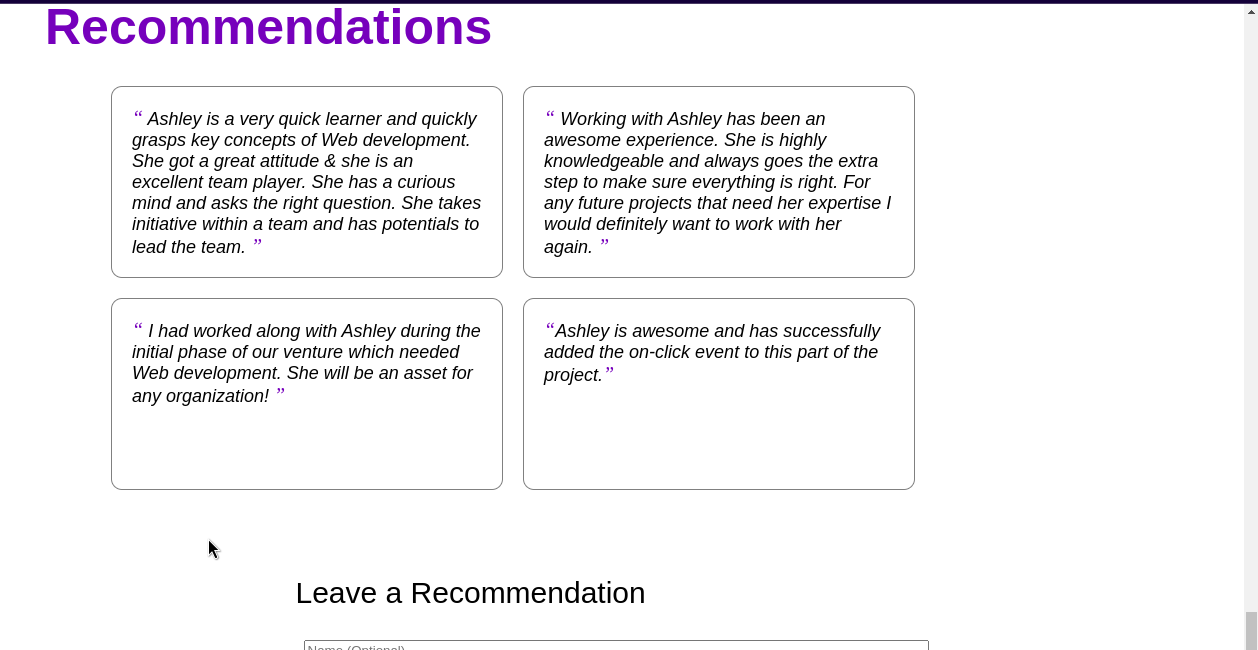 Recommendations
“ Ashley is a very quick learner and quickly
grasps key concepts of Web development.
She got a great attitude & she is an
excellent team player. She has a curious
mind and asks the right question. She takes
initiative within a team and has potentials to
lead the team. ”
“ Working with Ashley has been an
awesome experience. She is highly
knowledgeable and always goes the extra
step to make sure everything is right. For
any future projects that need her expertise I
would definitely want to work with her
again. ”
“ I had worked along with Ashley during the
initial phase of our venture which needed
Web development. She will be an asset for
any organization! ”
“Ashley is awesome and has successfully
added the on-click event to this part of the
project.”
Leave a Recommendation
Name (Optional)